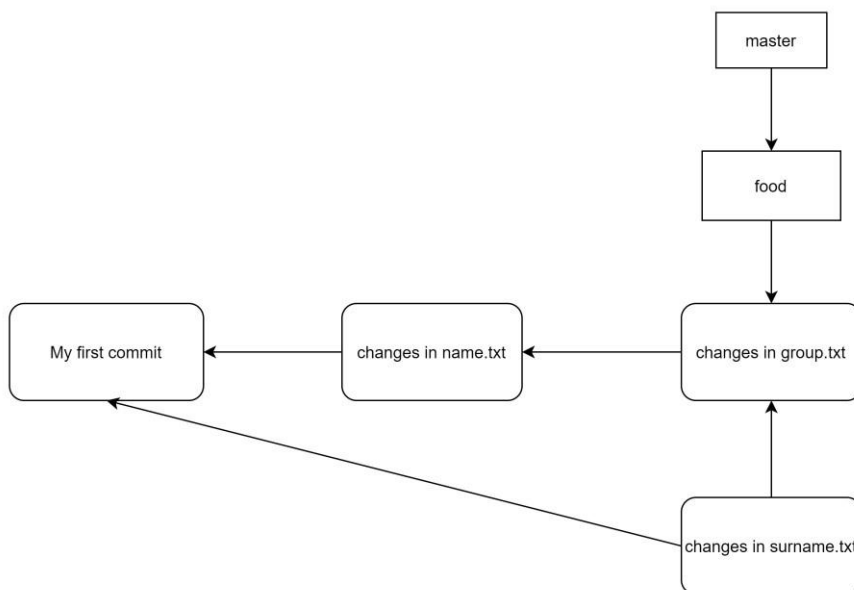 master
food
My first commit
changes in name.txt
changes in group.txt
changes in surname.txt